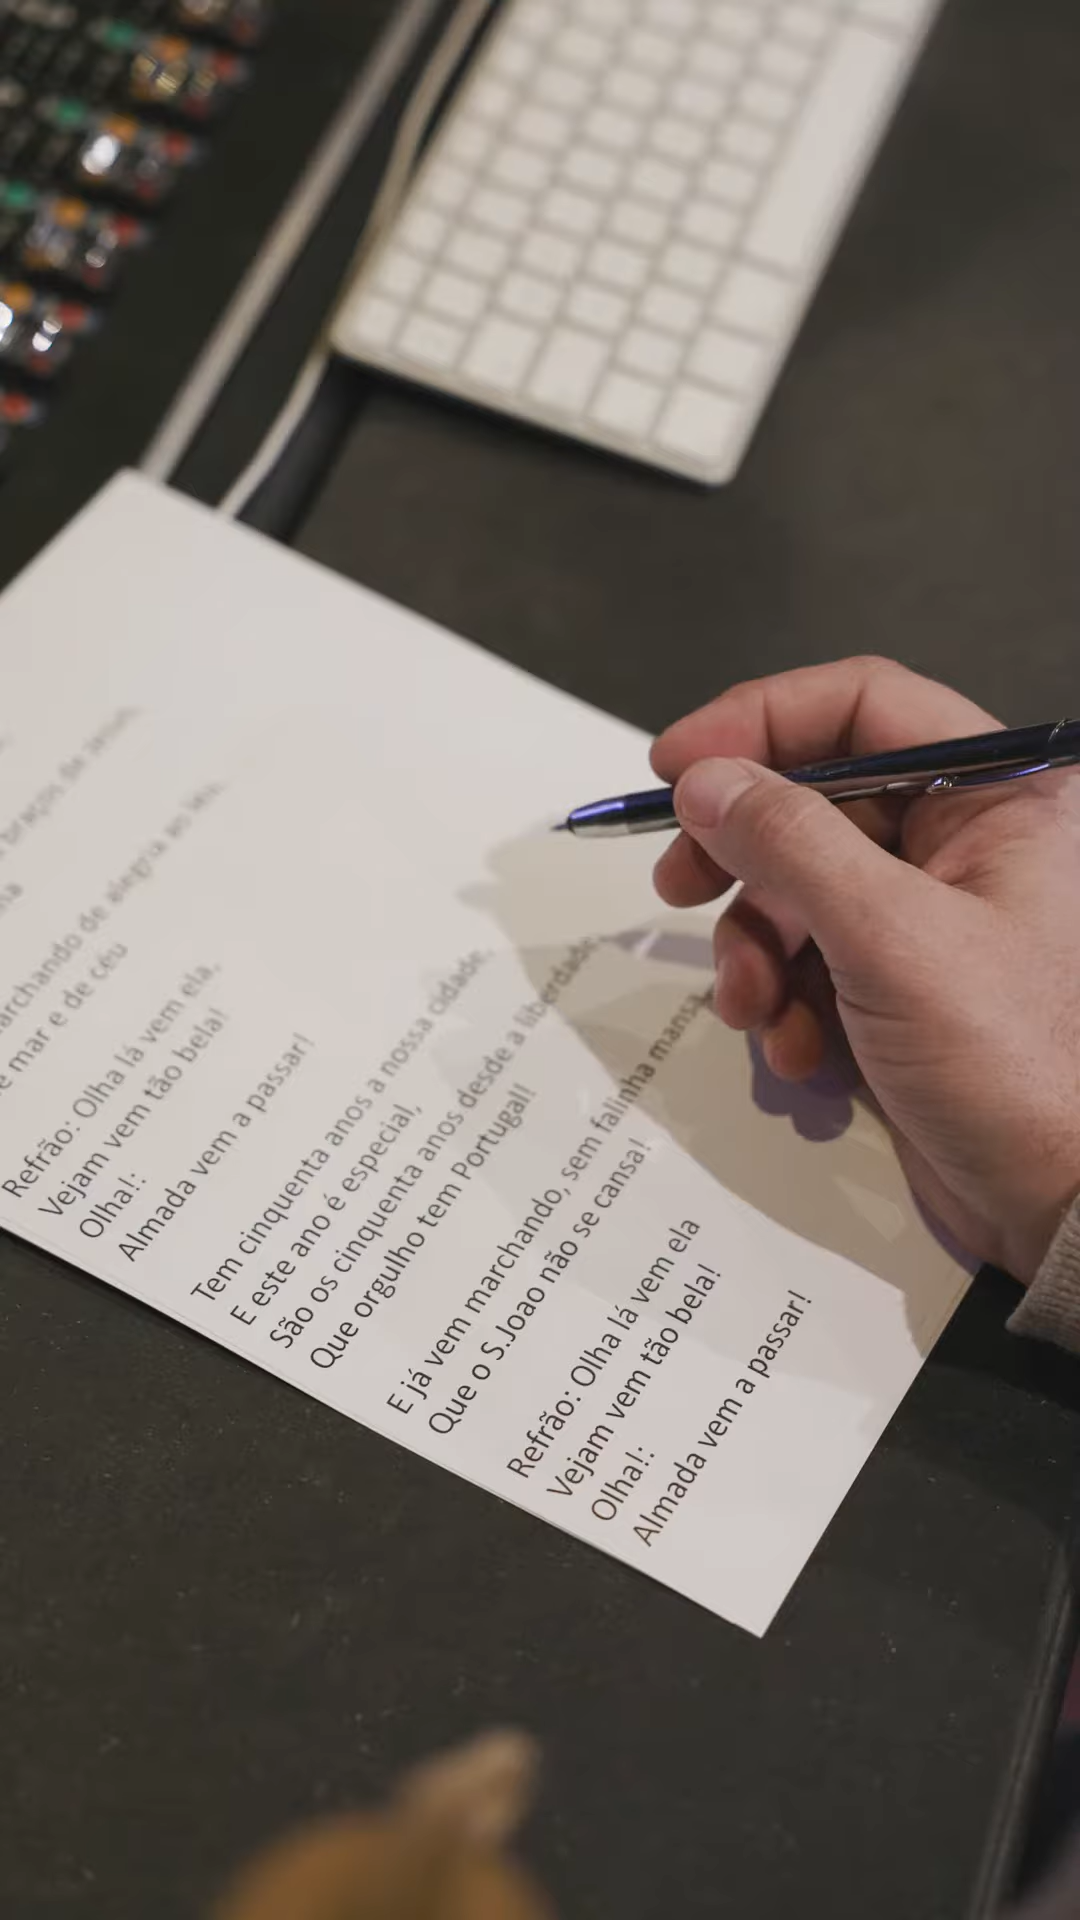 braços de
marchando de alegria ao
e mar e de céu
Refrão: Olha lá vem ela,
Vejam vem tão bela!
Olha!:
Almada vem a passar!
Tem cinquenta anos a nossa cidade,
E este ano é especial,
São os cinquenta anos desde a liberdade,
Que orgulho tem Portugal!
E já vem marchando, sem falinha mansa,
Que o S.Joao não se cansa!
Refrão: Olha lá vem ela
Vejam vem tão bela!
Olha!:
Almada vem a passar!